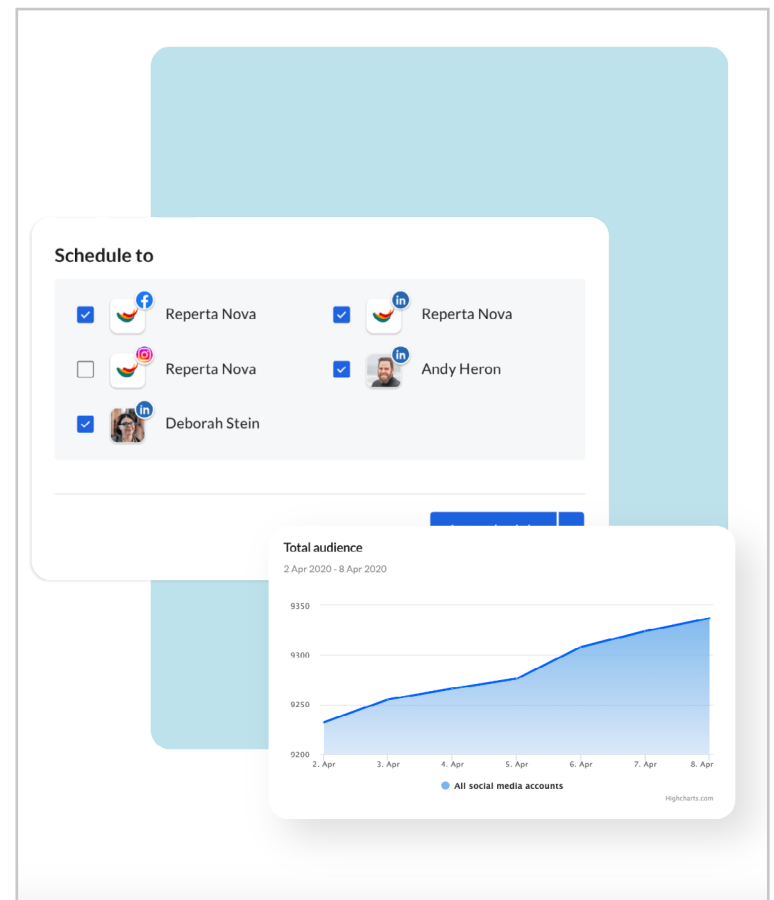 Schedule to
Reperta Nova
Reperta Nova
Reperta Nova
Andy Heron
Deborah Stein
Total audience
2 Apr 2020 - 8 Apr 2020
9350
9300
9250
9200
2. Apr 3. Apr 4. Apr 5. Apr 6. Apr 7. Apr 8. Apr
All social media accounts
Highcharts.com